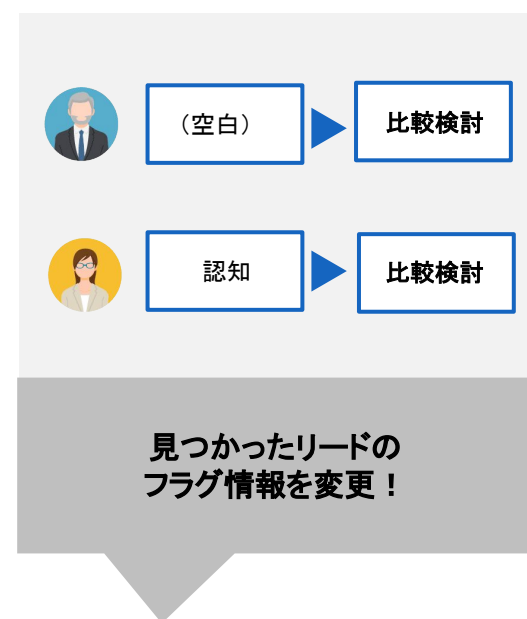 （空白） 比較検討
認知 比較検討
見つかったリードの
フラグ情報を変更！